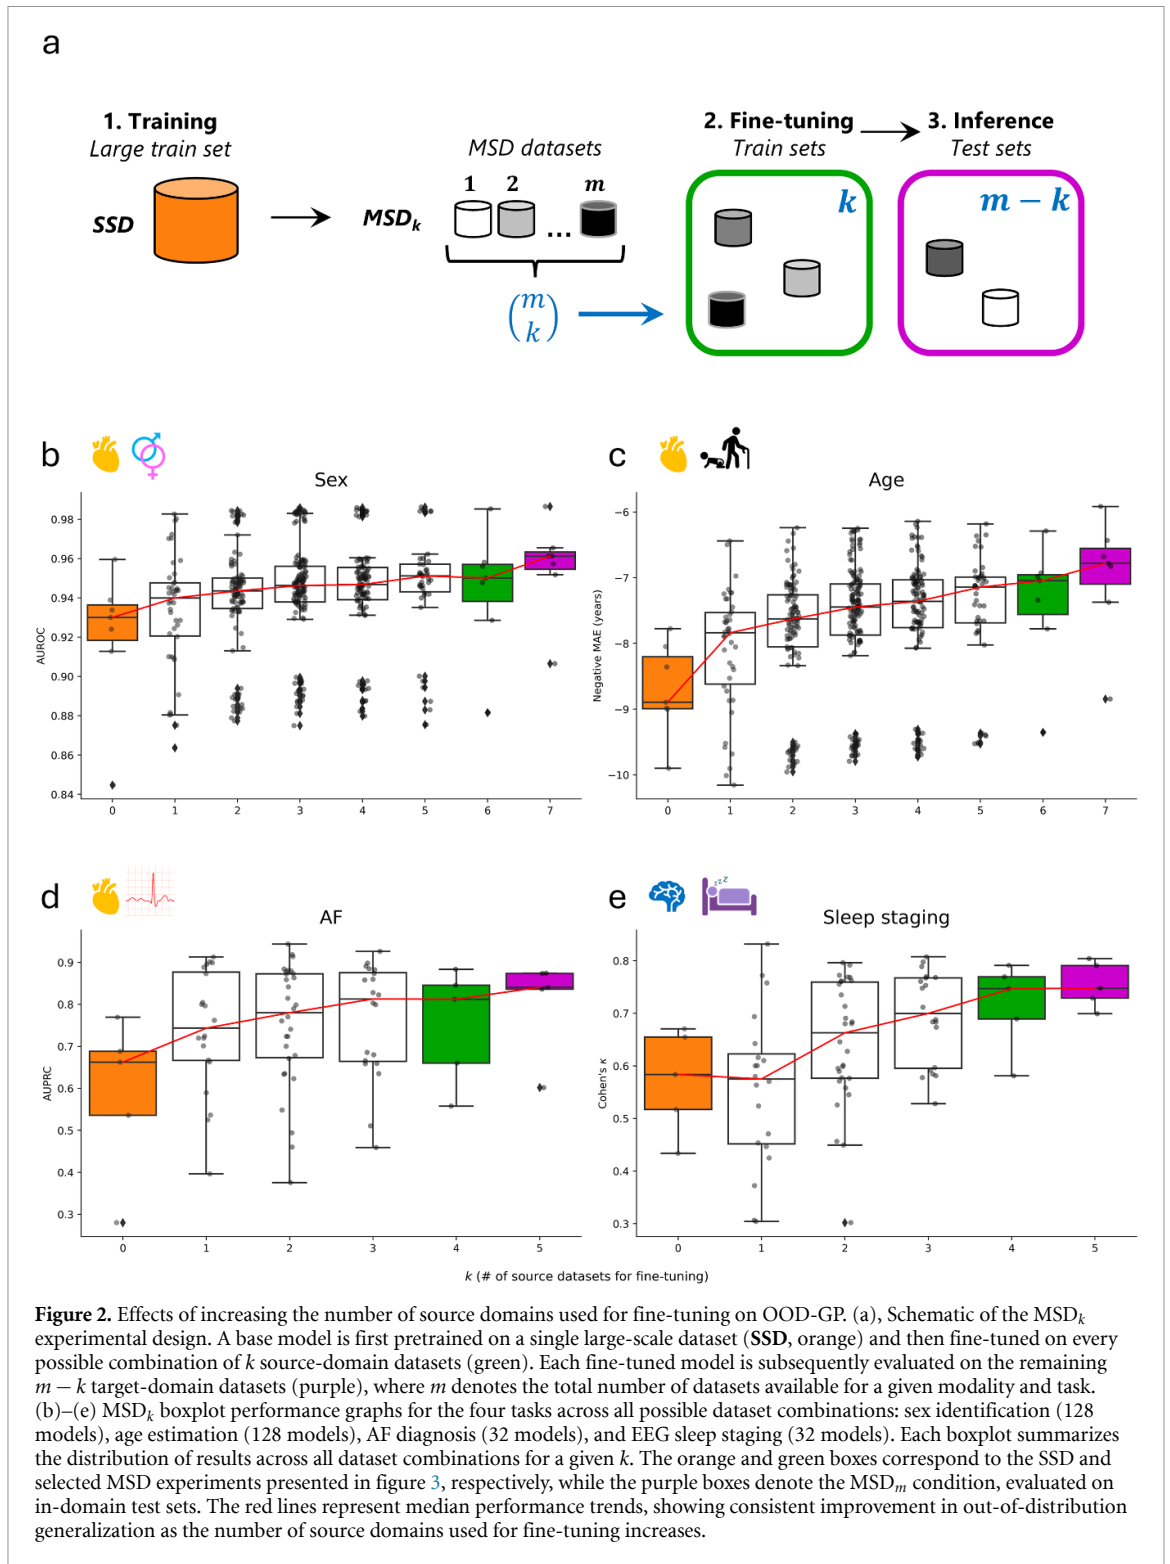 a
1. Training
Large train set
SSD
MSDk
MSD datasets
1 2 ... m
(m k)
2. Fine-tuning
Train sets
k
3. Inference
Test sets
m − k
b
Sex
AUROC
0.98
0.96
0.94
0.92
0.90
0.88
0.86
0.84
0 1 2 3 4 5 6 7
c
Age
Negative MAE (years)
−6
−7
−8
−9
−10
0 1 2 3 4 5 6 7
d
AF
AUPRC
0.9
0.8
0.7
0.6
0.5
0.4
0.3
0 1 2 3 4 5
e
zzz
Sleep staging
Cohen's κ
0.8
0.7
0.6
0.5
0.4
0.3
0 1 2 3 4 5
k (# of source datasets for fine-tuning)
Figure 2. Effects of increasing the number of source domains used for fine-tuning on OOD-GP. (a), Schematic of the MSDk
experimental design. A base model is first pretrained on a single large-scale dataset (SSD, orange) and then fine-tuned on every
possible combination of k source-domain datasets (green). Each fine-tuned model is subsequently evaluated on the remaining
m − k target-domain datasets (purple), where m denotes the total number of datasets available for a given modality and task.
(b)–(e) MSDk boxplot performance graphs for the four tasks across all possible dataset combinations: sex identification (128
models), age estimation (128 models), AF diagnosis (32 models), and EEG sleep staging (32 models). Each boxplot summarizes
the distribution of results across all dataset combinations for a given k. The orange and green boxes correspond to the SSD and
selected MSD experiments presented in figure 3, respectively, while the purple boxes denote the MSDm condition, evaluated on
in-domain test sets. The red lines represent median performance trends, showing consistent improvement in out-of-distribution
generalization as the number of source domains used for fine-tuning increases.